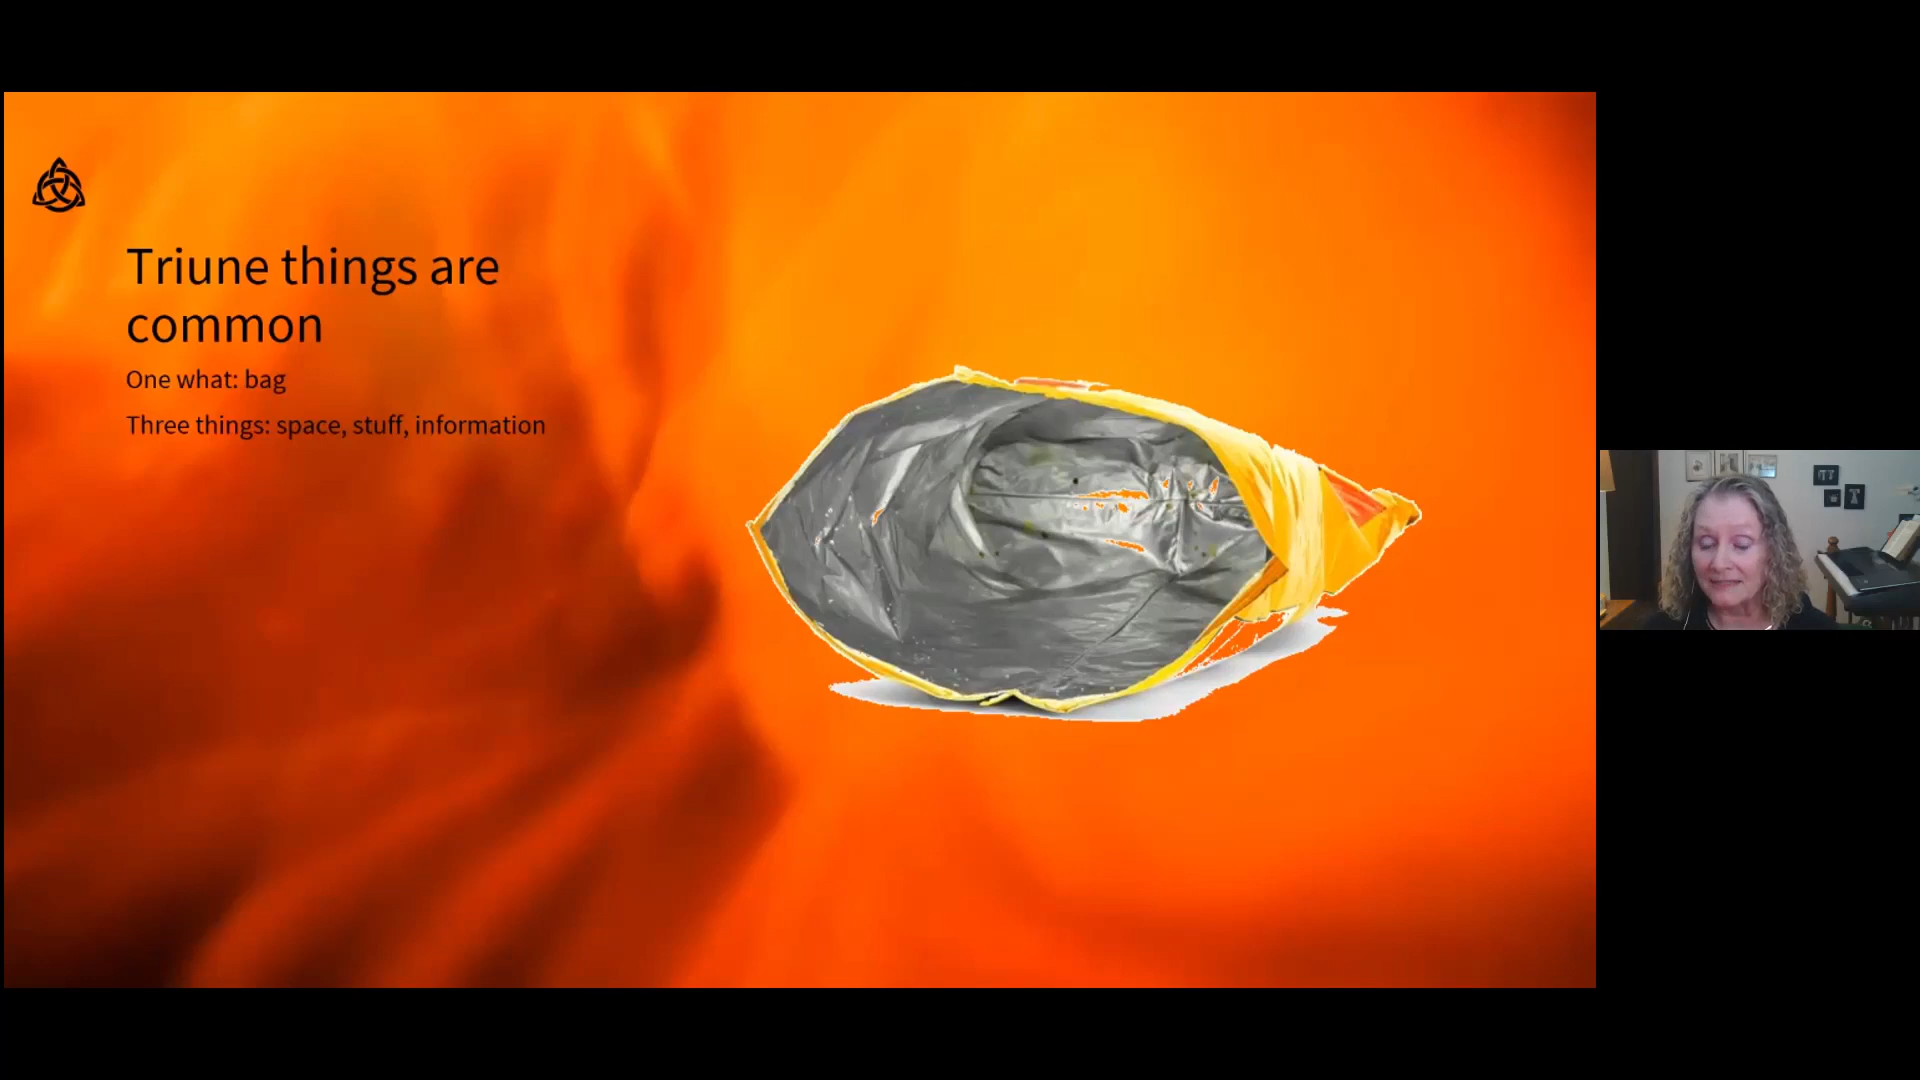 Triune things are
common
One what: bag
Three things: space, stuff, information